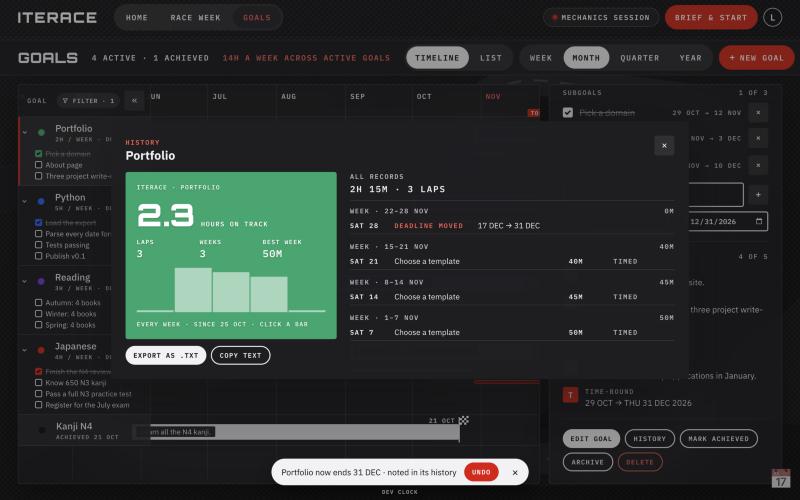 ITERACE
HOME RACE WEEK GOALS
MECHANICS SESSION
BRIEF & START
L
GOALS
4 ACTIVE · 1 ACHIEVED
14H A WEEK ACROSS ACTIVE GOALS
TIMELINE LIST
WEEK MONTH QUARTER YEAR
+ NEW GOAL
GOAL FILTER · 1 «
UN JUL AUG SEP OCT NOV
TO
Portfolio
2H / WEEK ·
Pick a domain
About page
Three project write-
Python
5H / WEEK ·
Load the export
Parse every date
Tests passing
Publish v0.1
Reading
3H / WEEK ·
Autumn: 4 books
Winter: 4 books
Spring: 4 books
Japanese
4H / WEEK ·
Finish the N4
Know 650 N3 kanji
Pass a full N3 practice test
Register for the July exam
Kanji N4
ACHIEVED 21 OCT
all the N4 kanji.
21 OCT
HISTORY
Portfolio
×
ITERACE · PORTFOLIO
2.3 HOURS ON TRACK
LAPS WEEKS BEST WEEK
3 3 50M
EVERY WEEK · SINCE 25 OCT · CLICK A BAR
EXPORT AS .TXT COPY TEXT
ALL RECORDS
2H 15M · 3 LAPS
WEEK · 22–28 NOV 0M
SAT 28 DEADLINE MOVED 17 DEC → 31 DEC
WEEK · 15–21 NOV 40M
SAT 21 Choose a template 40M TIMED
WEEK · 8–14 NOV 45M
SAT 14 Choose a template 45M TIMED
WEEK · 1–7 NOV 50M
SAT 7 Choose a template 50M TIMED
SUBGOALS 1 OF 3
Pick a domain 29 OCT → 12 NOV ×
NOV → 3 DEC ×
NOV → 10 DEC ×
+
12/31/2026
4 OF 5
site.
three project write-
applications in January.
T TIME-BOUND
29 OCT → THU 31 DEC 2026
EDIT GOAL HISTORY MARK ACHIEVED
ARCHIVE DELETE
Portfolio now ends 31 DEC · noted in its history UNDO ×
DEV CLOCK
17